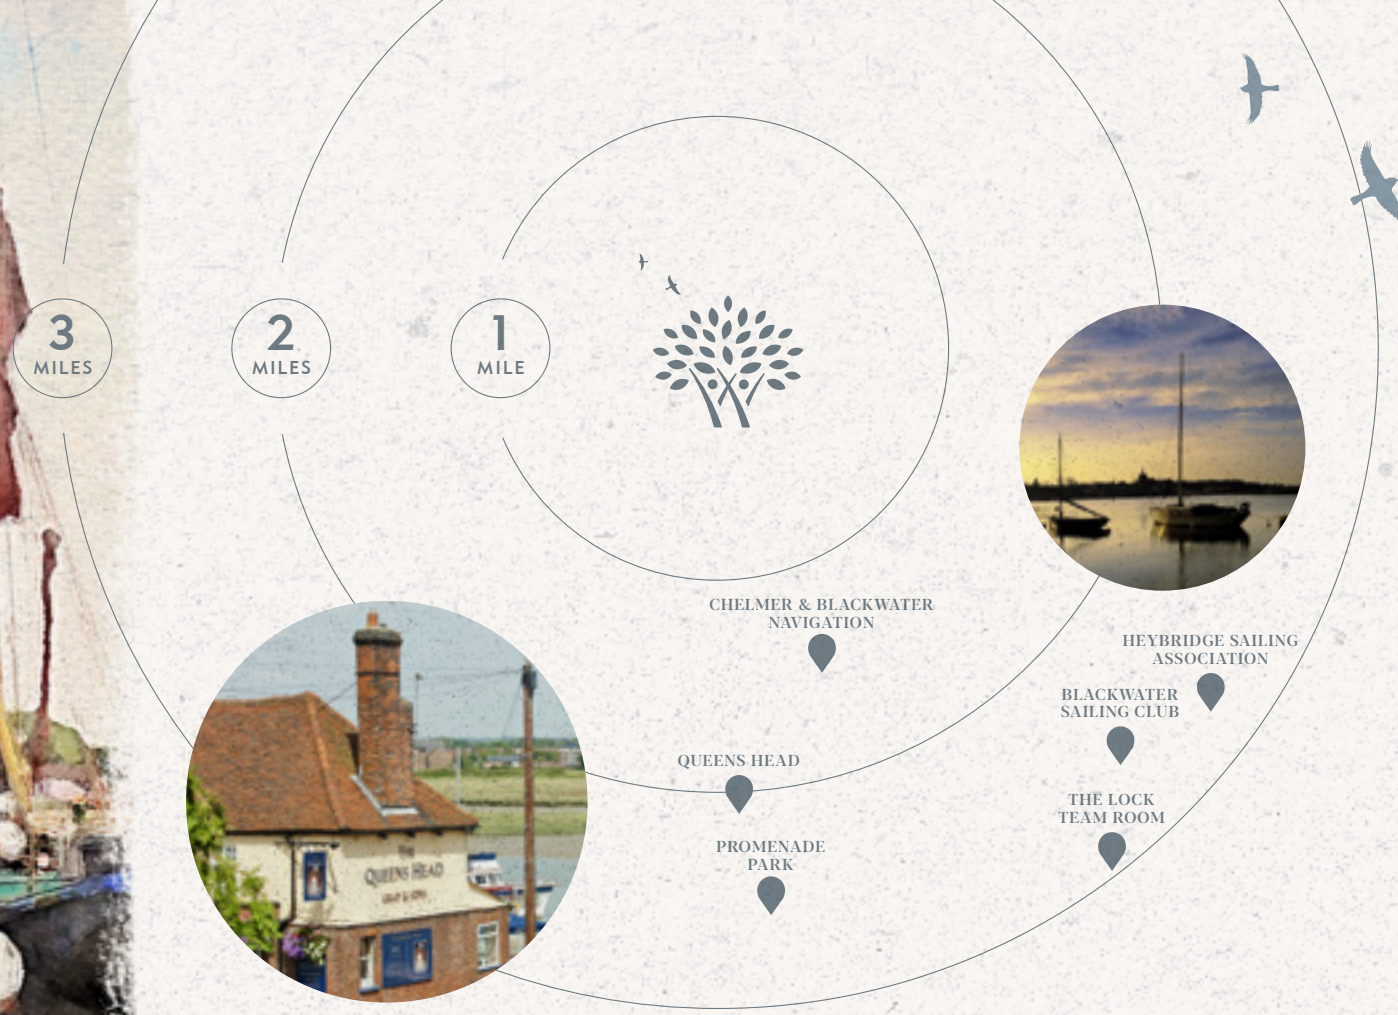 3
MILES
2
MILES
1
MILE
CHELMER & BLACKWATER
NAVIGATION
HEYBRIDGE SAILING
ASSOCIATION
BLACKWATER
SAILING CLUB
QUEENS HEAD
THE LOCK
TEAM ROOM
PROMENADE
PARK
THE
QUEENS HEAD